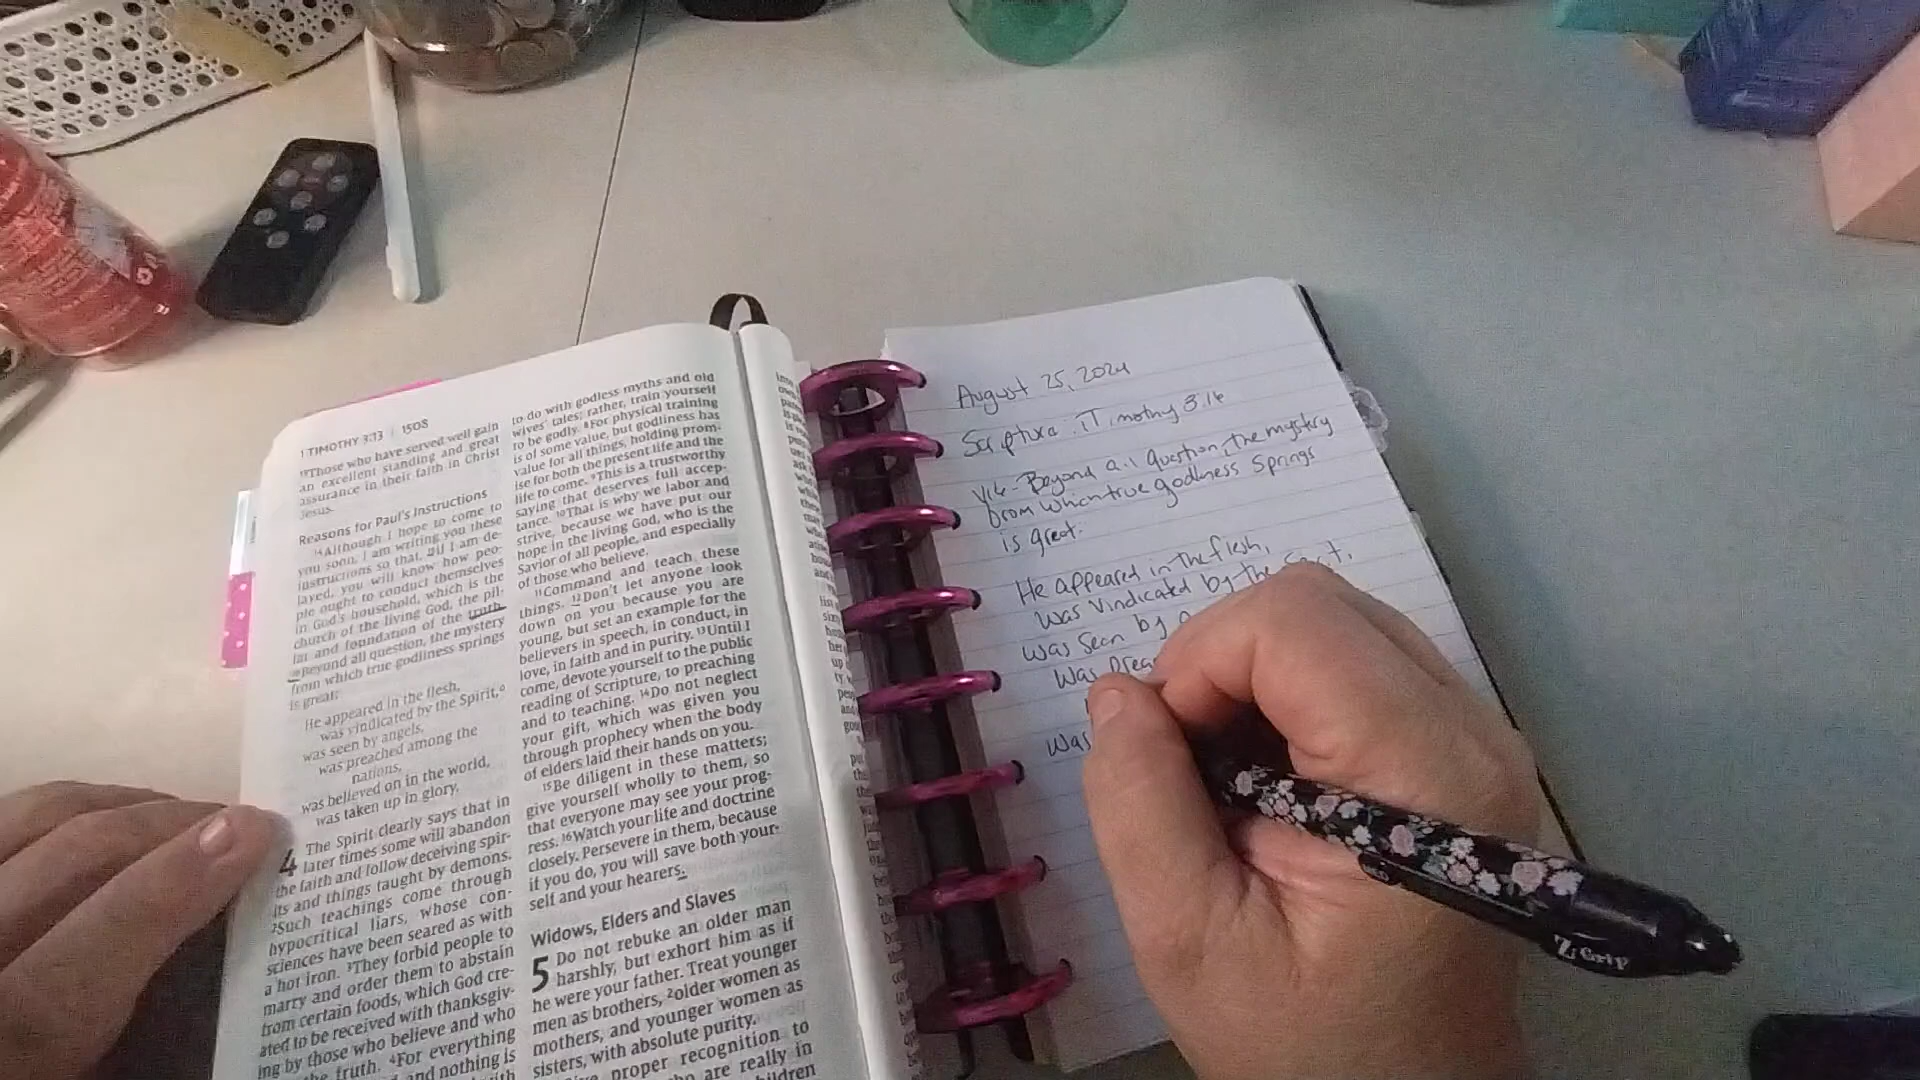 1 TIMOTHY 3:13 | 1508
¹³Those who have served well gain
an excellent standing and great
assurance in their faith in Christ
Jesus.
Reasons for Paul's Instructions
¹⁴Although I hope to come to
you soon, I am writing you these
instructions so that, ¹⁵if I am de-
layed, you will know how peo-
ple ought to conduct themselves
in God's household, which is the
church of the living God, the pil-
lar and foundation of the truth.
¹⁶Beyond all question, the mystery
from which true godliness springs
is great:
He appeared in the flesh,
was vindicated by the Spirit,
was seen by angels,
was preached among the
nations,
was believed on in the world,
was taken up in glory.
4 The Spirit clearly says that in
later times some will abandon
the faith and follow deceiving spir-
its and things taught by demons.
²Such teachings come through
hypocritical liars, whose con-
sciences have been seared as with
a hot iron. ³They forbid people to
marry and order them to abstain
from certain foods, which God cre-
ated to be received with thanksgiv-
ing by those who believe and who
the truth. ⁴For everything
and nothing is
to do with godless myths and old
wives' tales; rather, train yourself
to be godly. ⁸For physical training
is of some value, but godliness has
value for all things, holding prom-
ise for both the present life and the
life to come. ⁹This is a trustworthy
saying that deserves full accep-
tance. ¹⁰That is why we labor and
strive, because we have put our
hope in the living God, who is the
Savior of all people, and especially
of those who believe.
¹¹Command and teach these
things. ¹²Don't let anyone look
down on you because you are
young, but set an example for the
believers in speech, in conduct, in
love, in faith and in purity. ¹³Until I
come, devote yourself to the public
reading of Scripture, to preaching
and to teaching. ¹⁴Do not neglect
your gift, which was given you
through prophecy when the body
of elders laid their hands on you.
¹⁵Be diligent in these matters;
give yourself wholly to them, so
that everyone may see your prog-
ress. ¹⁶Watch your life and doctrine
closely. Persevere in them, because
if you do, you will save both your-
self and your hearers.
Widows, Elders and Slaves
5 Do not rebuke an older man
harshly, but exhort him as if
he were your father. Treat younger
men as brothers, ²older women as
mothers, and younger women as
sisters, with absolute purity.
proper recognition to
who are really in
children
August 25, 2024
Scripture: 1 Timothy 3:16
V16- Beyond all question, the mystery
from which true godliness springs
is great:
He appeared in the flesh,
was vindicated by the Spirit,
was seen by
was
was
Z Grip